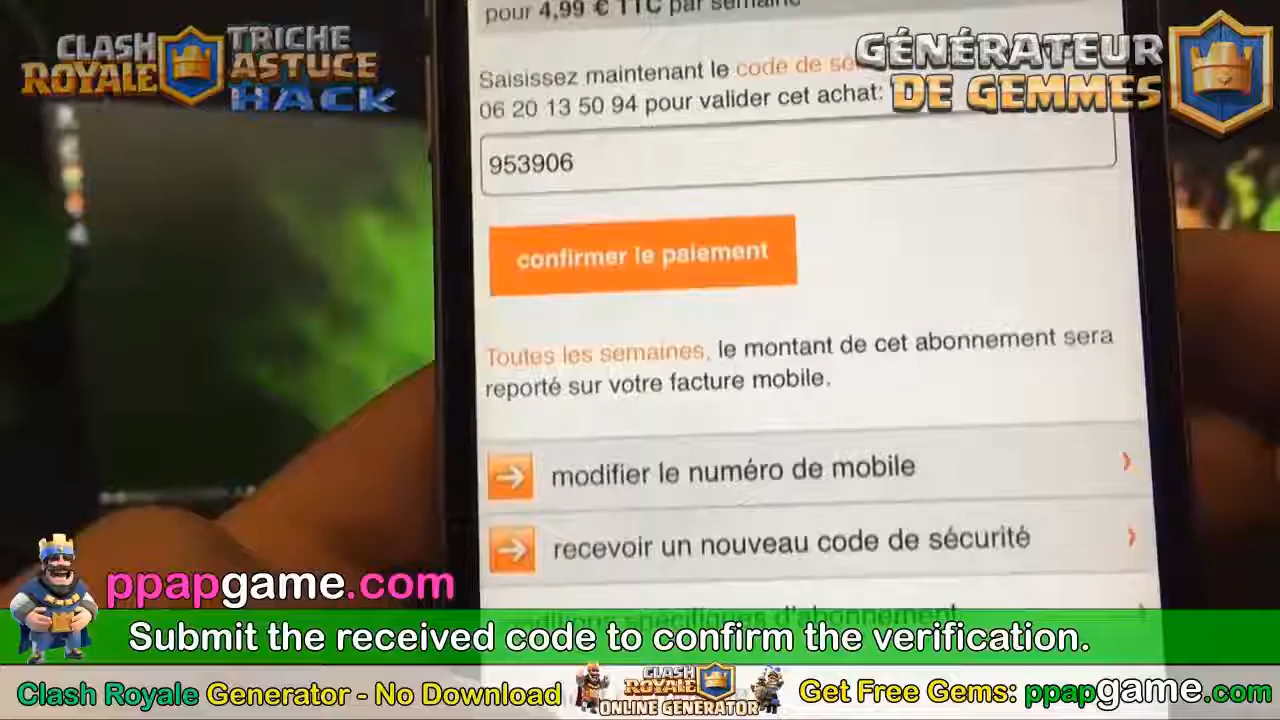 pour 4,99 € TTC par semaine
CLASH ROYALE
TRICHE
ASTUCE
HACK
GÉNÉRATEUR
DE GEMMES
Saisissez maintenant le code de
06 20 13 50 94 pour valider cet achat:
953906
confirmer le paiement
Toutes les semaines, le montant de cet abonnement sera
reporté sur votre facture mobile.
modifier le numéro de mobile
recevoir un nouveau code de sécurité
spécifiques d'abonnement
ppapgame.com
Submit the received code to confirm the verification.
Clash Royale Generator - No Download
CLASH
ROYALE
ONLINE GENERATOR
Get Free Gems: ppapgame.com